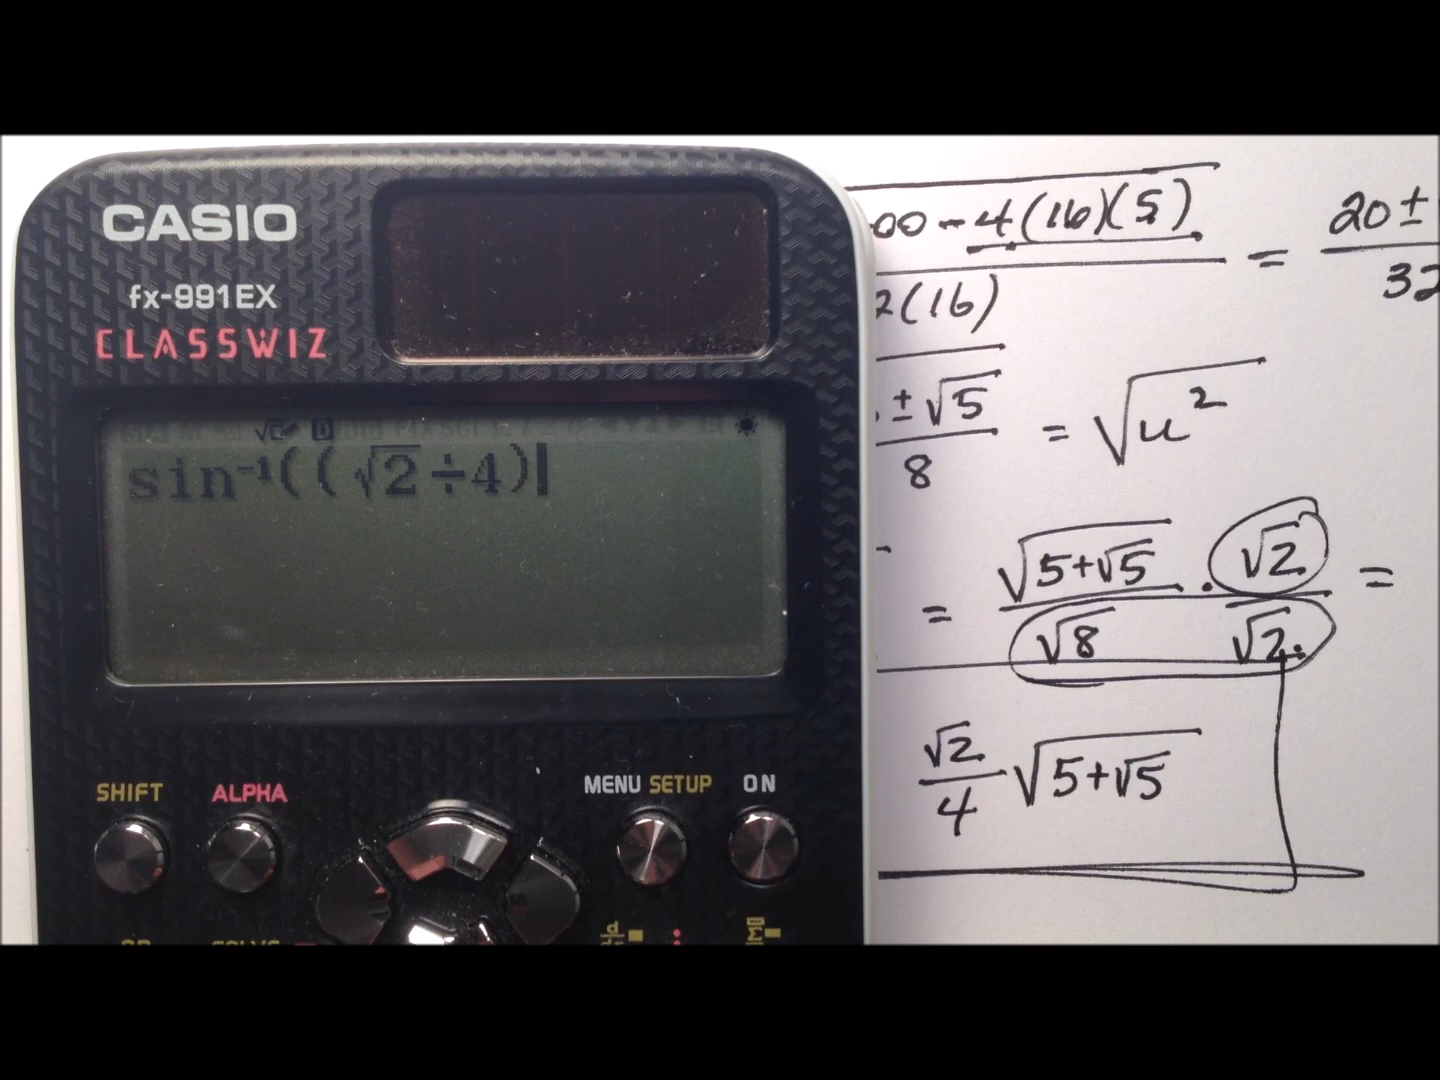 CASIO
fx-991EX
CLASSWIZ
√ D
sin⁻¹((√2÷4)
SHIFT ALPHA MENU SETUP ON
00-4(16)(5) = 20±
2(16) 32
±√5 = √u²
8
= √5+√5 . √2 =
√8 √2
√2 √5+√5
4